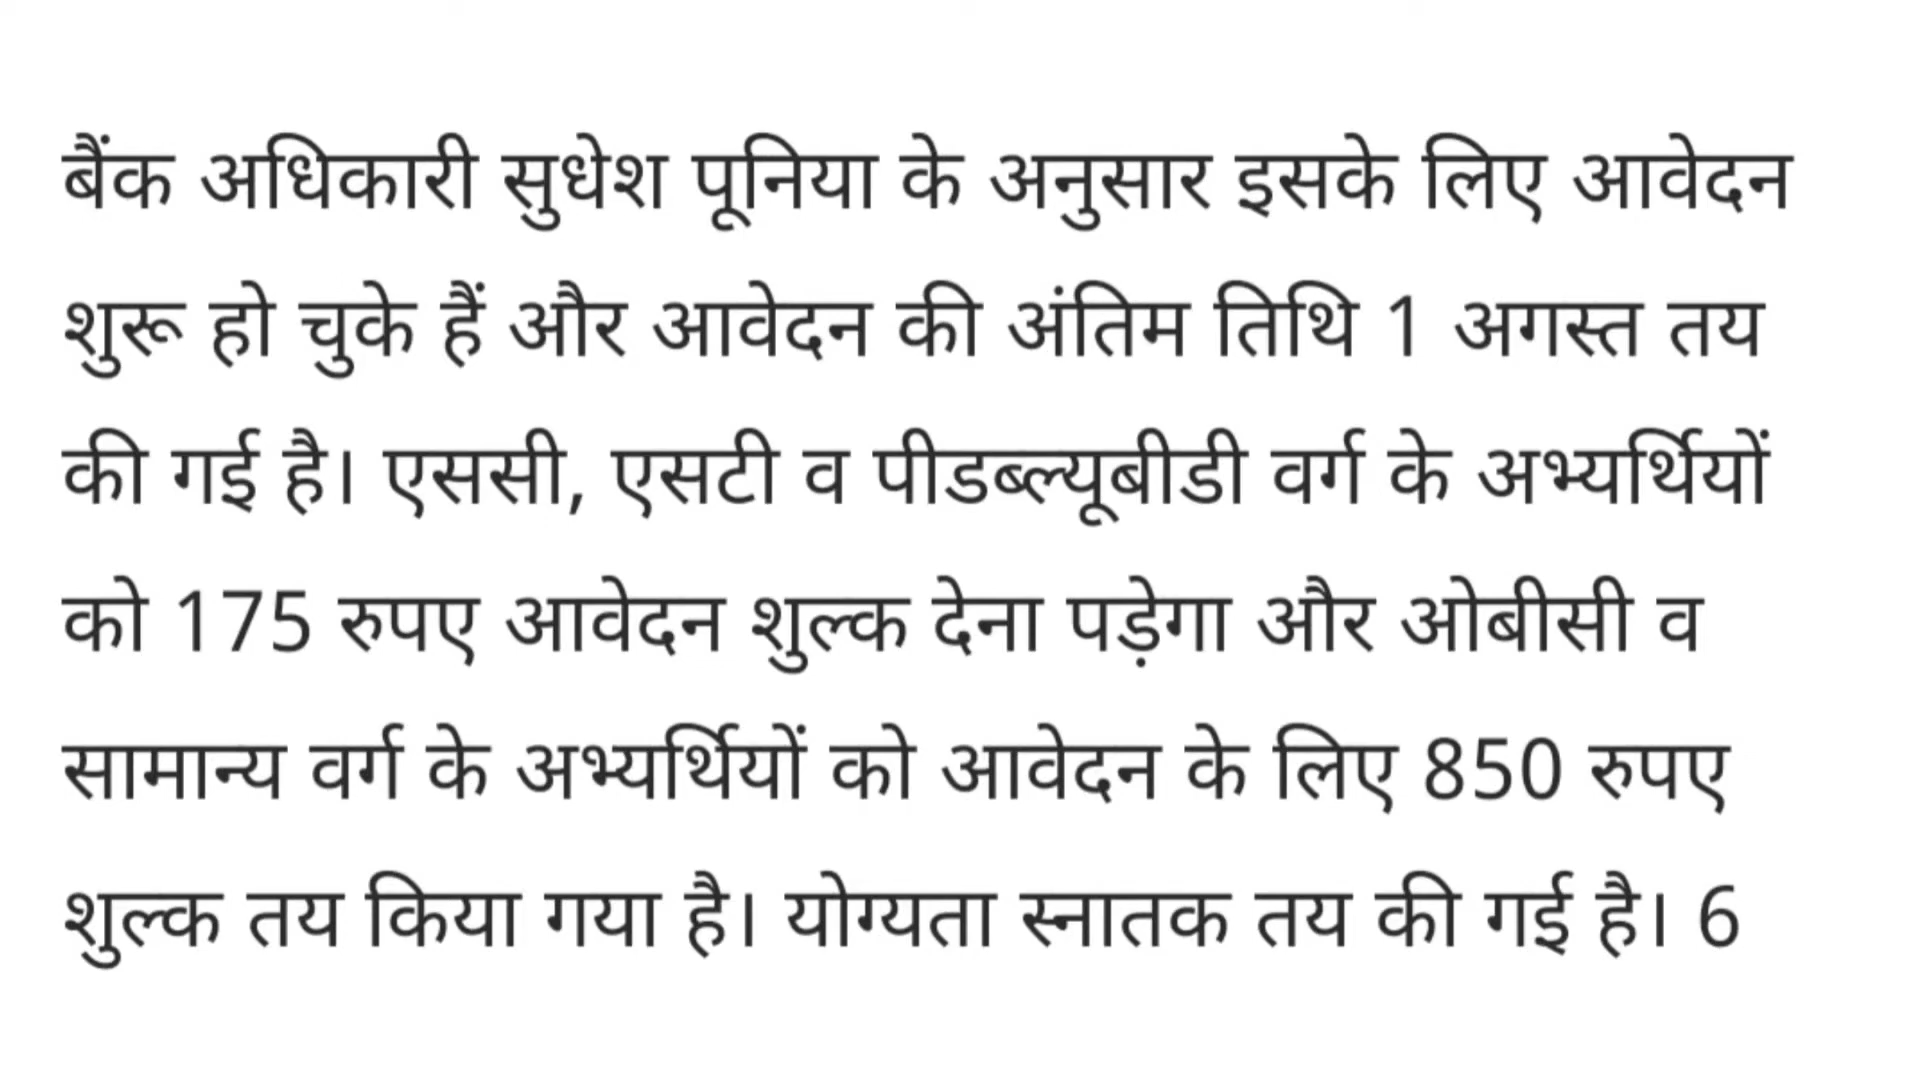 बैंक अधिकारी सुधेश पूनिया के अनुसार इसके लिए आवेदन
शुरू हो चुके हैं और आवेदन की अंतिम तिथि 1 अगस्त तय
की गई है। एससी, एसटी व पीडब्ल्यूबीडी वर्ग के अभ्यर्थियों
को 175 रुपए आवेदन शुल्क देना पड़ेगा और ओबीसी व
सामान्य वर्ग के अभ्यर्थियों को आवेदन के लिए 850 रुपए
शुल्क तय किया गया है। योग्यता स्नातक तय की गई है। 6